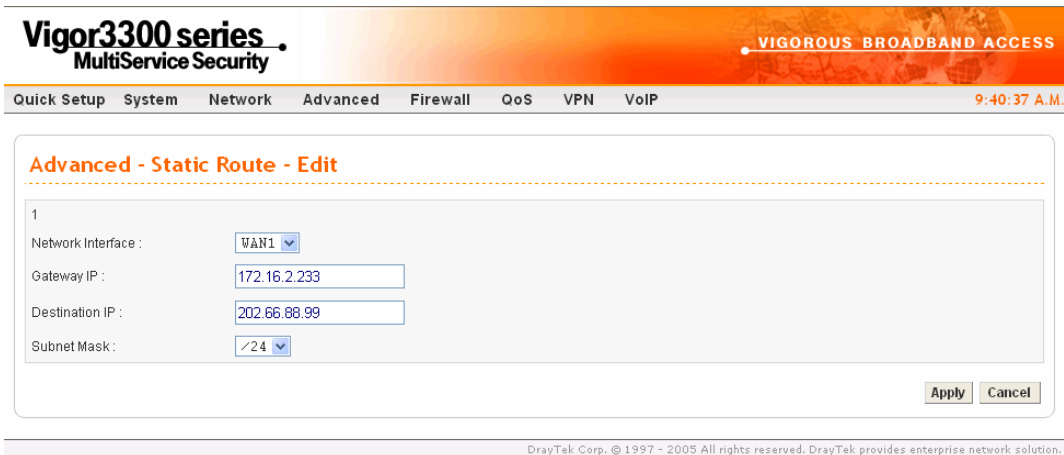 Vigor3300 series
MultiService Security
VIGOROUS BROADBAND ACCESS
Quick Setup System Network Advanced Firewall QoS VPN VoIP 9:40:37 A.M.
Advanced - Static Route - Edit
1
Network Interface : WAN1
Gateway IP : 172.16.2.233
Destination IP : 202.66.88.99
Subnet Mask : /24
Apply Cancel
DrayTek Corp. © 1997 - 2005 All rights reserved. DrayTek provides enterprise network solution.